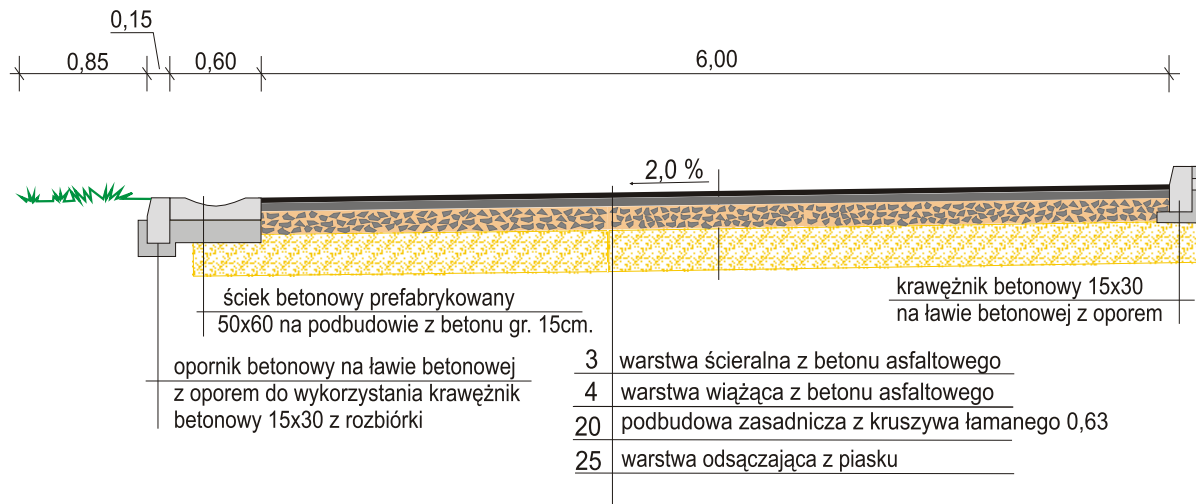 0,15
0,85
0,60
6,00
2,0 %
ściek betonowy prefabrykowany
50x60 na podbudowie z betonu gr. 15cm.
krawężnik betonowy 15x30
na ławie betonowej z oporem
opornik betonowy na ławie betonowej
z oporem do wykorzystania krawężnik
betonowy 15x30 z rozbiórki
3 warstwa ścieralna z betonu asfaltowego
4 warstwa wiążąca z betonu asfaltowego
20 podbudowa zasadnicza z kruszywa łamanego 0,63
25 warstwa odsączająca z piasku